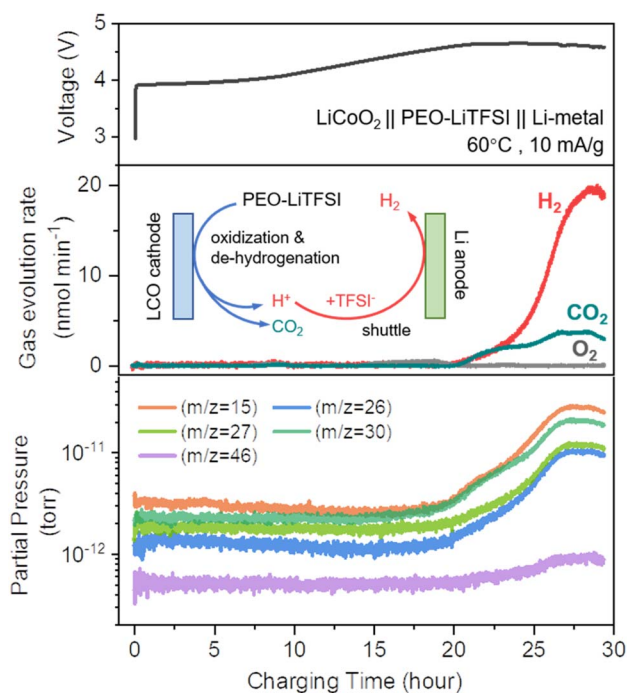 5
4
3
Voltage (V)
LiCoO₂ || PEO-LiTFSI || Li-metal
60°C , 10 mA/g
20
10
0
Gas evolution rate
(nmol min⁻¹)
PEO-LiTFSI
H₂
H₂
LCO cathode
oxidization &
de-hydrogenation
Li anode
H⁺
+TFSI⁻
CO₂
shuttle
CO₂
O₂
(m/z=15)
(m/z=26)
(m/z=27)
(m/z=30)
(m/z=46)
10⁻¹¹
10⁻¹²
Partial Pressure
(torr)
0
5
10
15
20
25
30
Charging Time (hour)